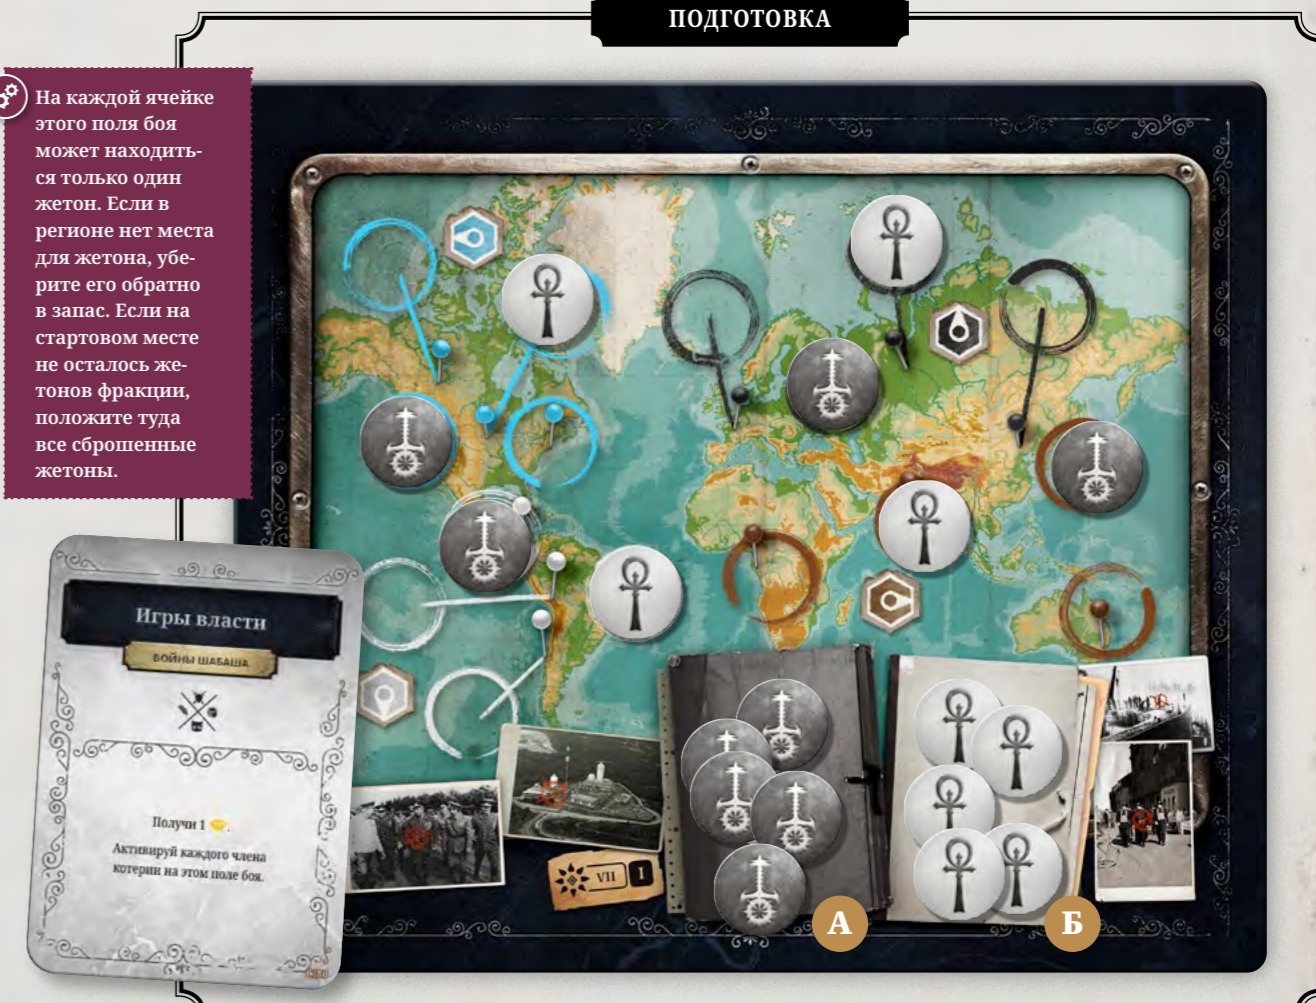 ПОДГОТОВКА
На каждой ячейке
этого поля боя
может находить-
ся только один
жетон. Если в
регионе нет места
для жетона, убе-
рите его обратно
в запас. Если на
стартовом месте
не осталось же-
тонов фракции,
положите туда
все сброшенные
жетоны.
Игры власти
ВОЙНЫ ШАБАША
Получи 1
Активируй каждого члена
котерии на этом поле боя.
VII I
А
Б